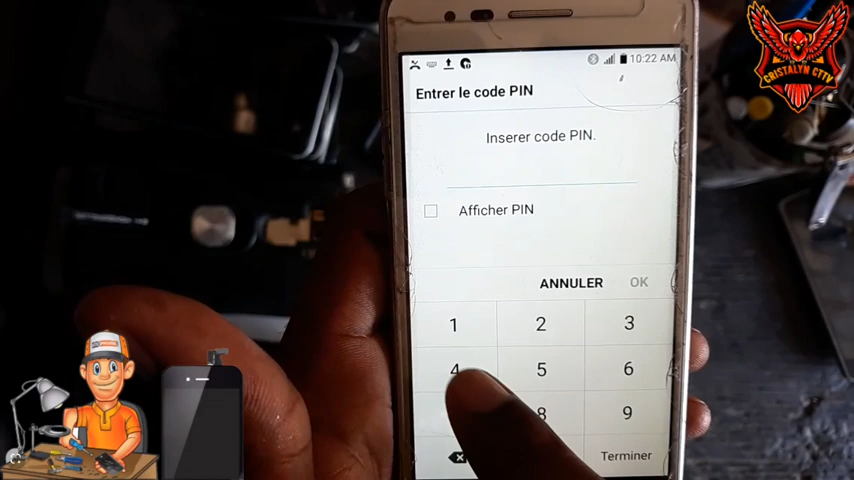 CRISTALYN CTTV
10:22 AM
Entrer le code PIN
Inserer code PIN.
Afficher PIN
ANNULER OK
1 2 3
4 5 6
8 9
Terminer